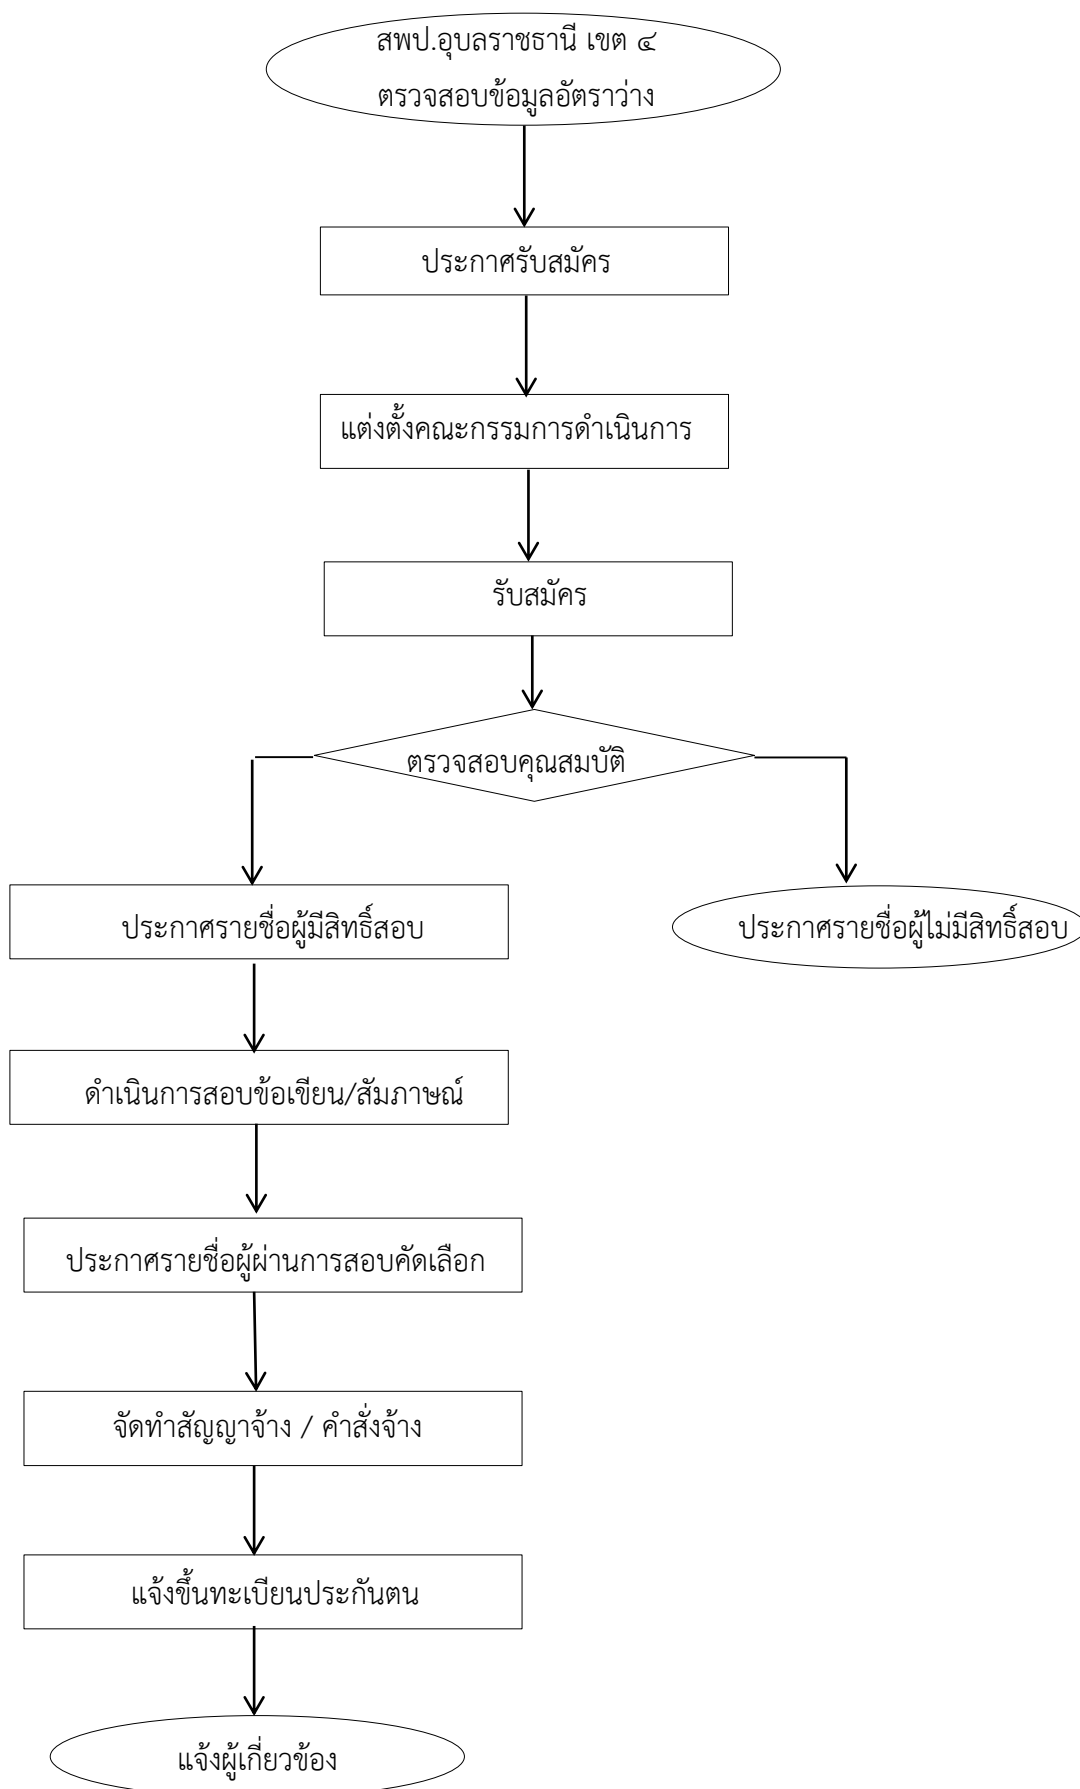 สพป.อุบลราชธานี เขต ๔
ตรวจสอบข้อมูลอัตราว่าง
ประกาศรับสมัคร
แต่งตั้งคณะกรรมการดำเนินการ
รับสมัคร
ตรวจสอบคุณสมบัติ
ประกาศรายชื่อผู้มีสิทธิ์สอบ
ประกาศรายชื่อผู้ไม่มีสิทธิ์สอบ
ดำเนินการสอบข้อเขียน/สัมภาษณ์
ประกาศรายชื่อผู้ผ่านการสอบคัดเลือก
จัดทำสัญญาจ้าง / คำสั่งจ้าง
แจ้งขึ้นทะเบียนประกันตน
แจ้งผู้เกี่ยวข้อง